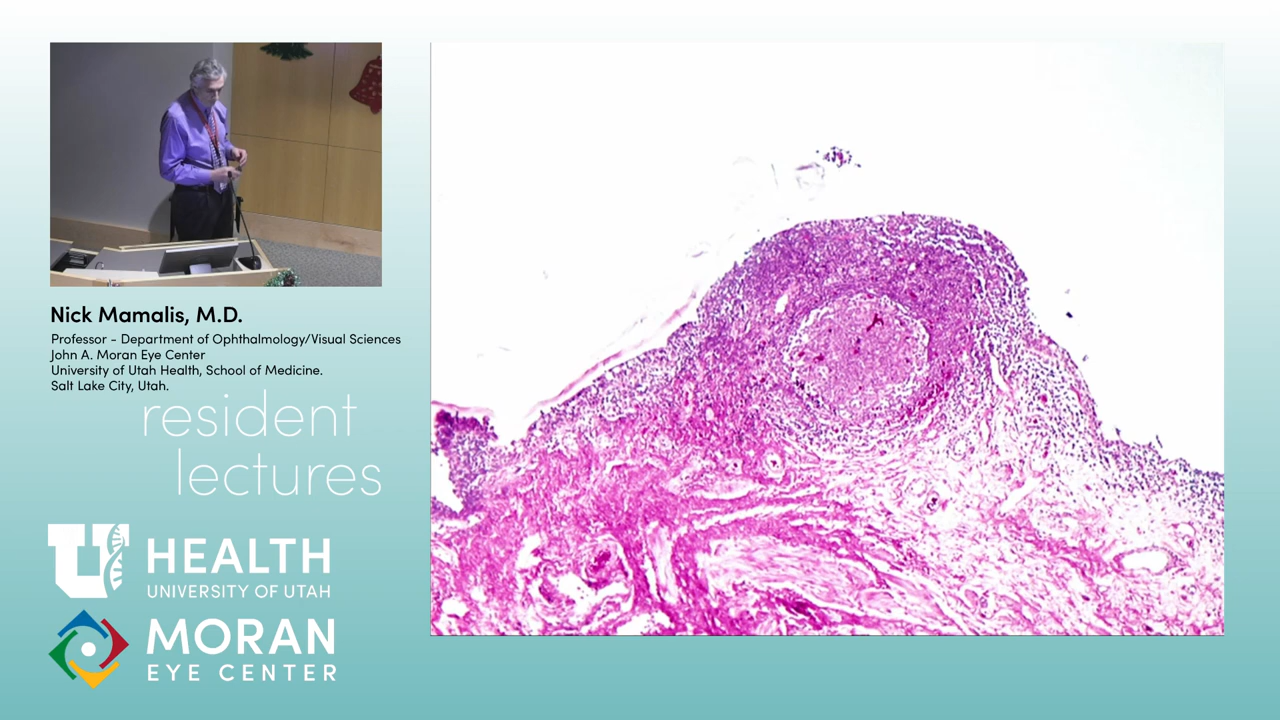 Nick Mamalis, M.D.
Professor - Department of Ophthalmology/Visual Sciences
John A. Moran Eye Center
University of Utah Health, School of Medicine.
Salt Lake City, Utah.
resident
lectures
U HEALTH
UNIVERSITY OF UTAH
MORAN
EYE CENTER